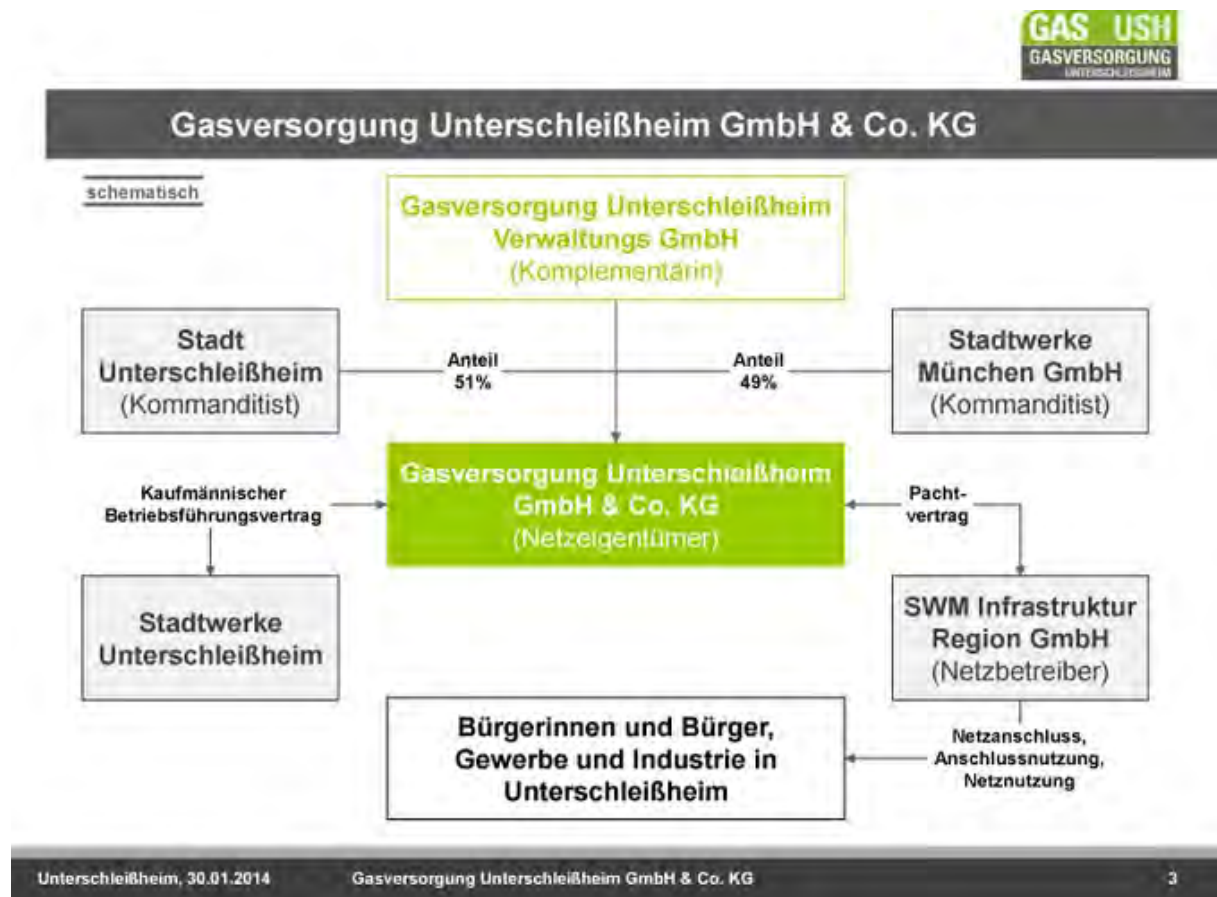 GAS USH
GASVERSORGUNG
UNTERSCHLEISSHEIM
Gasversorgung Unterschleißheim GmbH & Co. KG
schematisch
Gasversorgung Unterschleißheim
Verwaltungs GmbH
(Komplementärin)
Stadt
Unterschleißheim
(Kommanditist)
Anteil
51%
Anteil
49%
Stadtwerke
München GmbH
(Kommanditist)
Kaufmännischer
Betriebsführungsvertrag
Gasversorgung Unterschleißheim
GmbH & Co. KG
(Netzeigentümer)
Pacht-
vertrag
Stadtwerke
Unterschleißheim
SWM Infrastruktur
Region GmbH
(Netzbetreiber)
Bürgerinnen und Bürger,
Gewerbe und Industrie in
Unterschleißheim
Netzanschluss,
Anschlussnutzung,
Netznutzung
Unterschleißheim, 30.01.2014 Gasversorgung Unterschleißheim GmbH & Co. KG 3